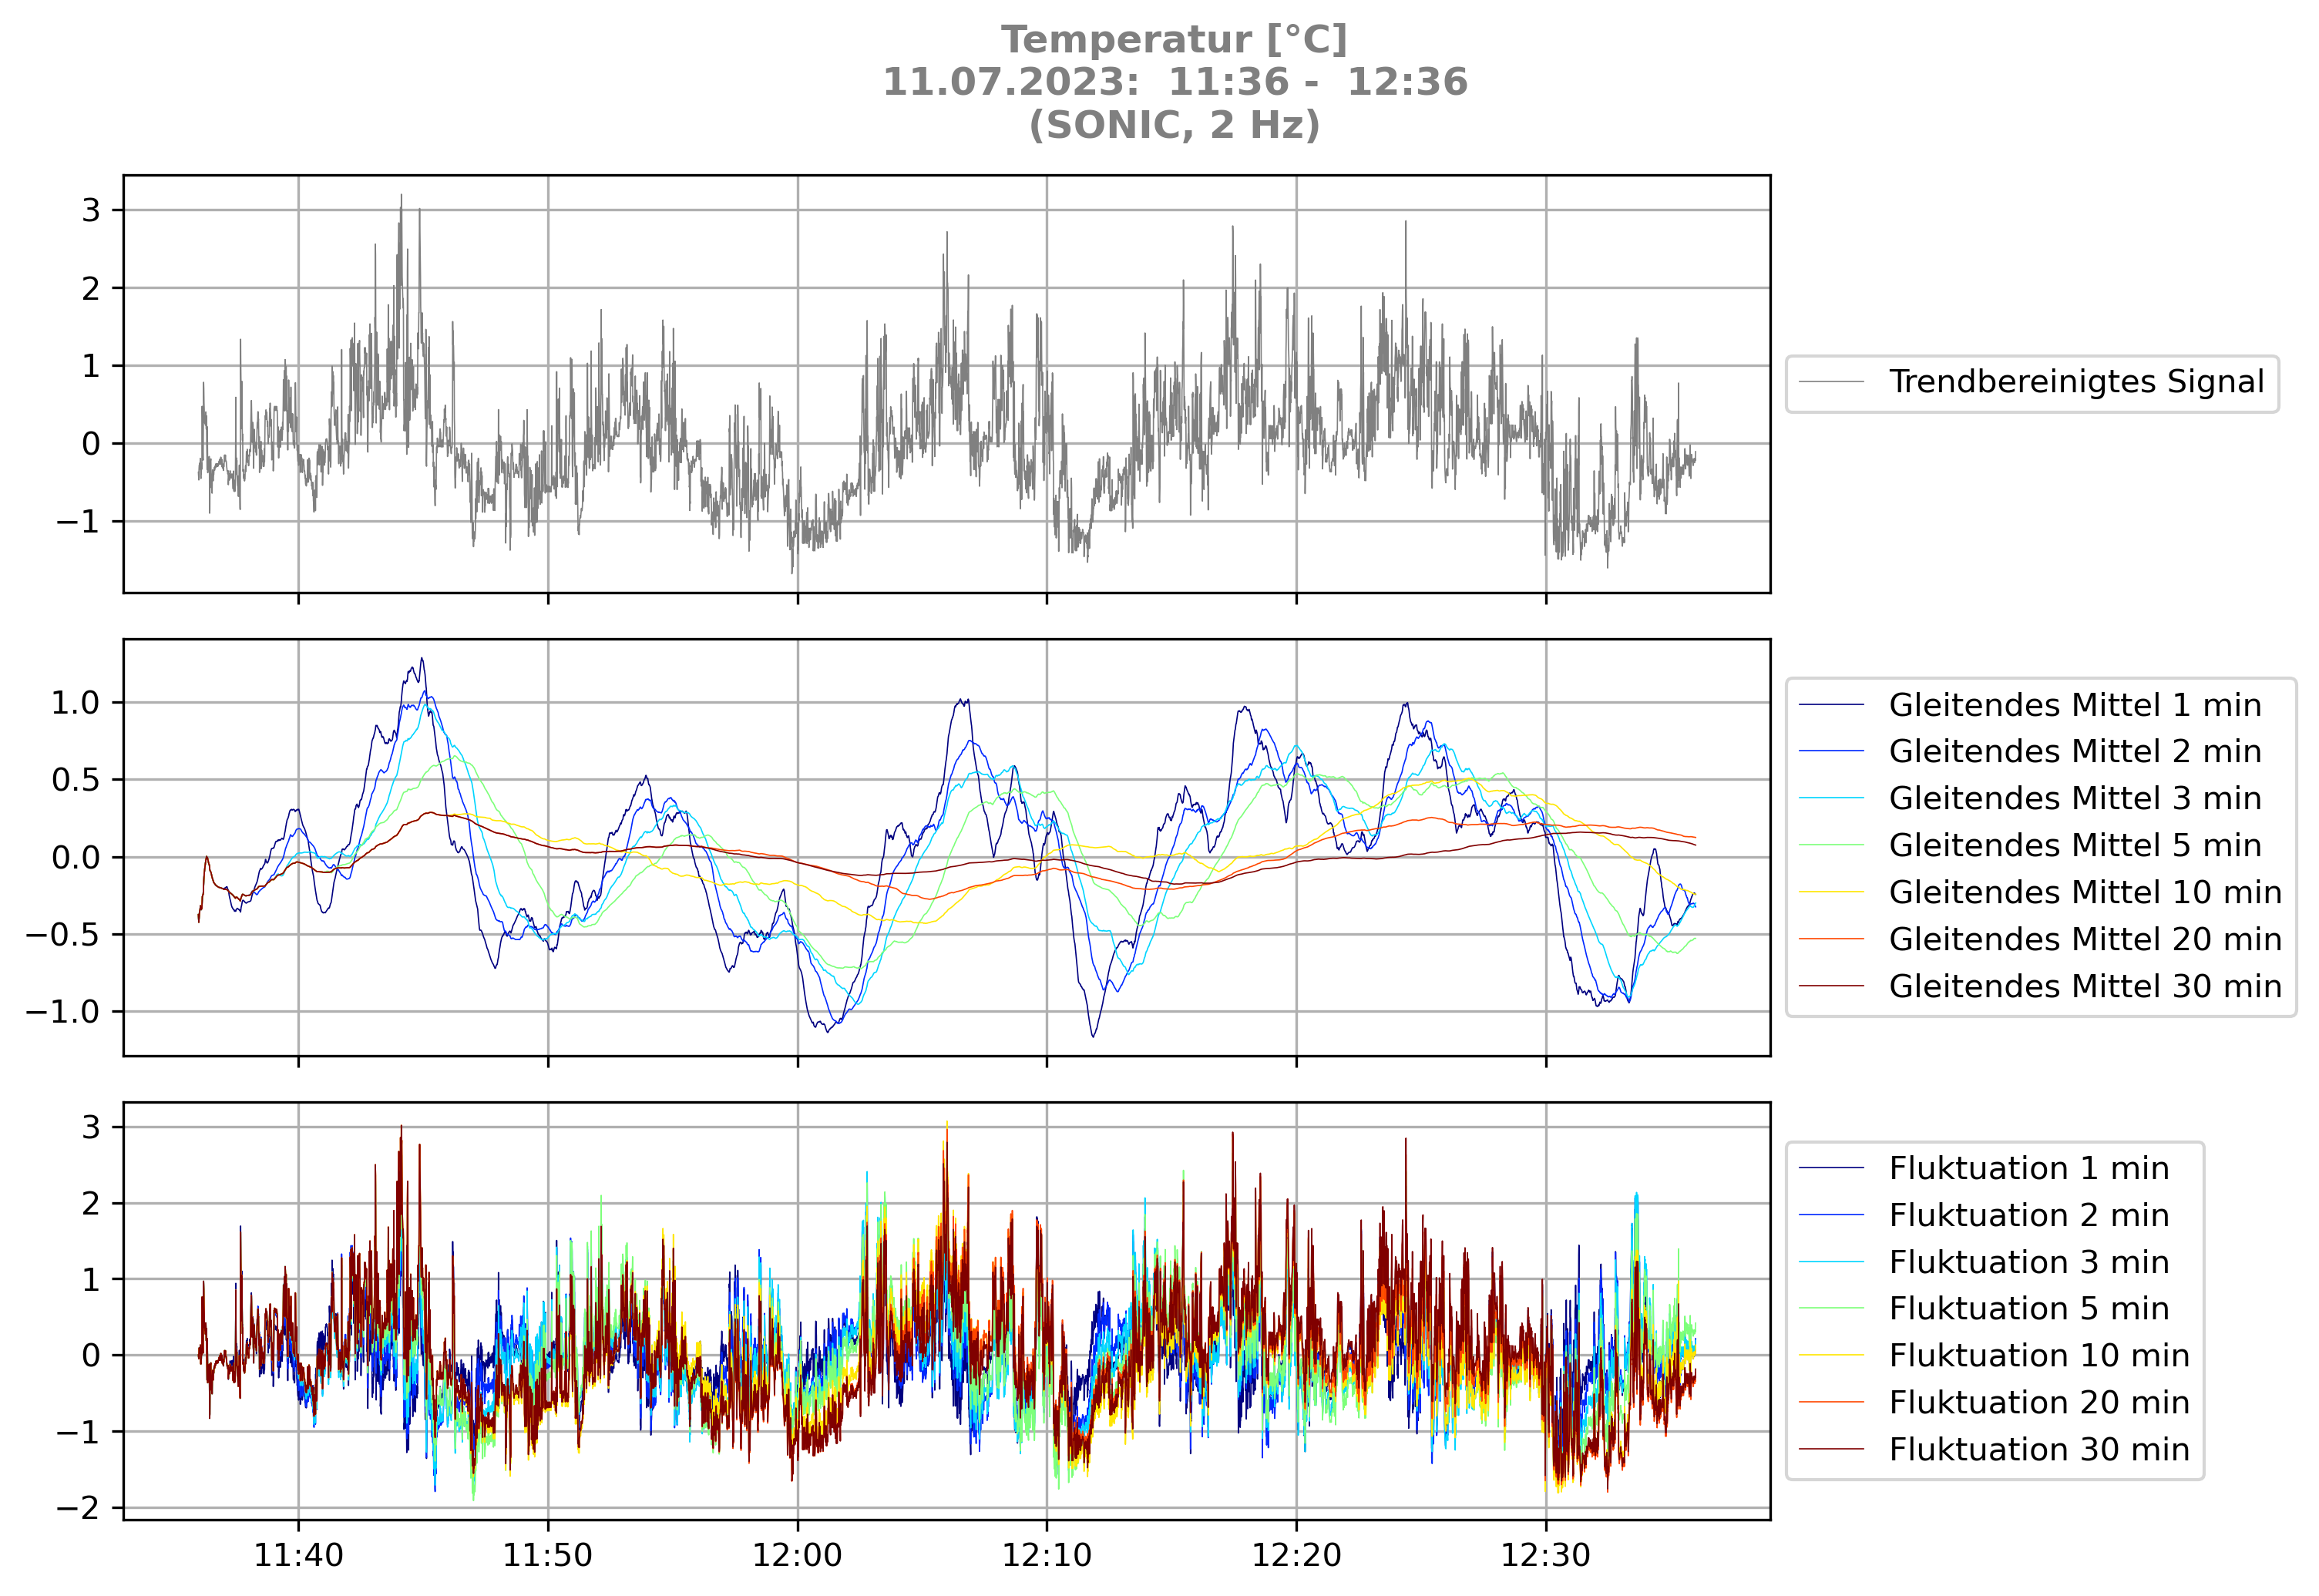 Temperatur [°C]
11.07.2023:  11:36 -  12:36
(SONIC, 2 Hz)
3
2
1
0
−1
Trendbereinigtes Signal
1.0
0.5
0.0
−0.5
−1.0
Gleitendes Mittel 1 min
Gleitendes Mittel 2 min
Gleitendes Mittel 3 min
Gleitendes Mittel 5 min
Gleitendes Mittel 10 min
Gleitendes Mittel 20 min
Gleitendes Mittel 30 min
3
2
1
0
−1
−2
Fluktuation 1 min
Fluktuation 2 min
Fluktuation 3 min
Fluktuation 5 min
Fluktuation 10 min
Fluktuation 20 min
Fluktuation 30 min
11:40 11:50 12:00 12:10 12:20 12:30